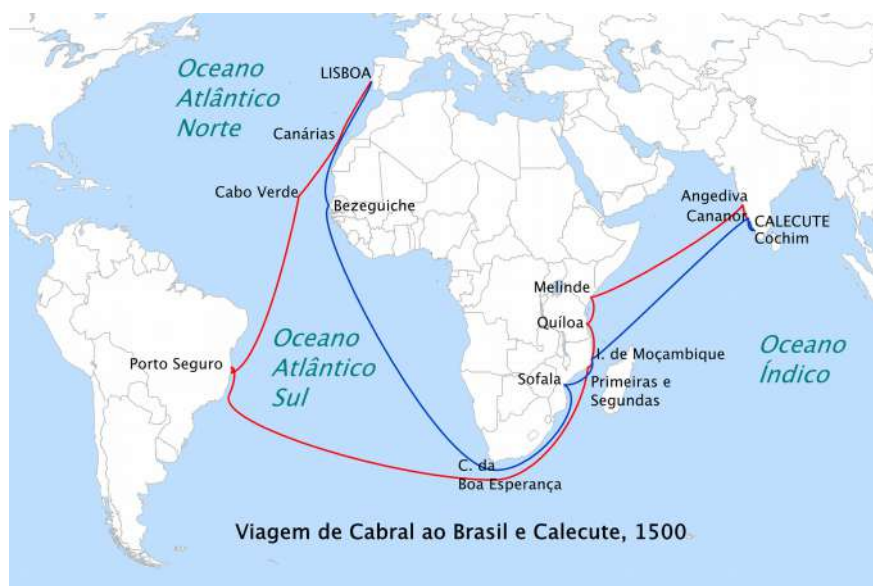 Oceano
Atlântico
Norte
LISBOA
Canárias
Cabo Verde
Bezeguiche
Angediva
Cananor
CALECUTE
Cochim
Melinde
Quíloa
Oceano
Atlântico
Sul
Porto Seguro
I. de Moçambique
Oceano
Índico
Sofala
Primeiras e
Segundas
C. da
Boa Esperança
Viagem de Cabral ao Brasil e Calecute, 1500